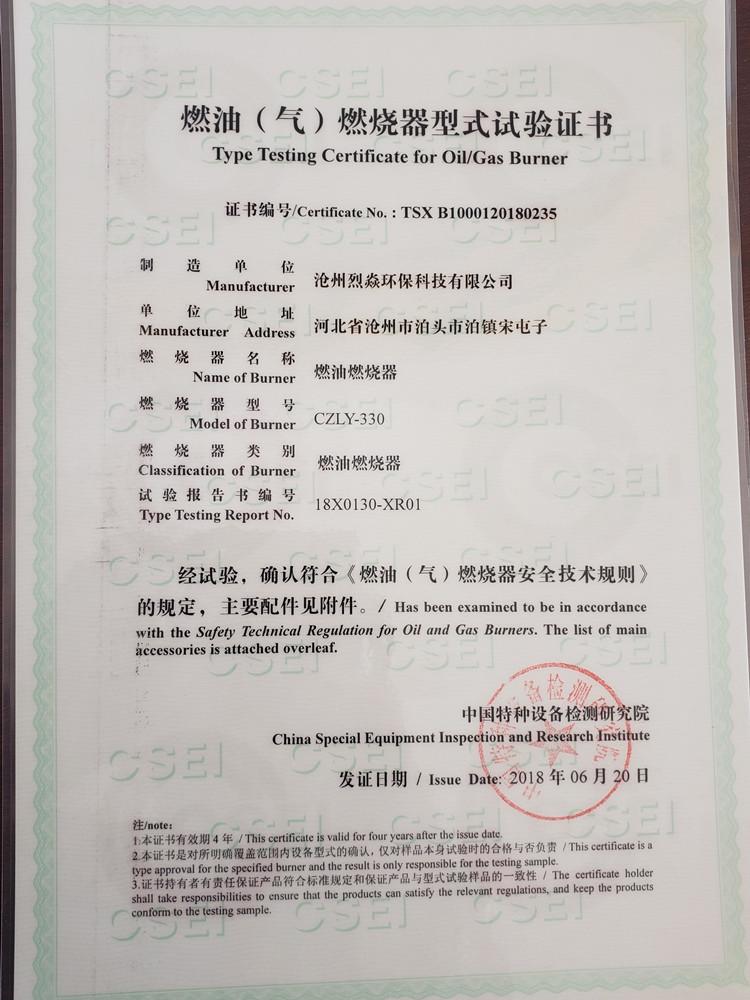 燃油（气）燃烧器型式试验证书
Type Testing Certificate for Oil/Gas Burner
证书编号/Certificate No. : TSX B1000120180235
制造单位 沧州烈焱环保科技有限公司
Manufacturer
单位地址 河北省沧州市泊头市泊镇宋屯子
Manufacturer Address
燃烧器名称 燃油燃烧器
Name of Burner
燃烧器型号 CZLY-330
Model of Burner
燃烧器类别 燃油燃烧器
Classification of Burner
试验报告书编号 18X0130-XR01
Type Testing Report No.
经试验，确认符合《燃油（气）燃烧器安全技术规则》
的规定，主要配件见附件。/ Has been examined to be in accordance
with the Safety Technical Regulation for Oil and Gas Burners. The list of main
accessories is attached overleaf.
中国特种设备检测研究院
China Special Equipment Inspection and Research Institute
发证日期 / Issue Date: 2018 年 06 月 20 日
注/note:
1.本证书有效期 4 年 / This certificate is valid for four years after the issue date.
2.本证书是对所明确覆盖范围内设备型式的确认，仅对样品本身试验时的合格与否负责 / This certificate is a
type approval for the specified burner and the result is only responsible for the testing sample.
3.证书持有者有责任保证产品符合标准规定和保证产品与型式试验样品的一致性 / The certificate holder
shall take responsibilities to ensure that the products can satisfy the relevant regulations, and keep the products
conform to the testing sample.